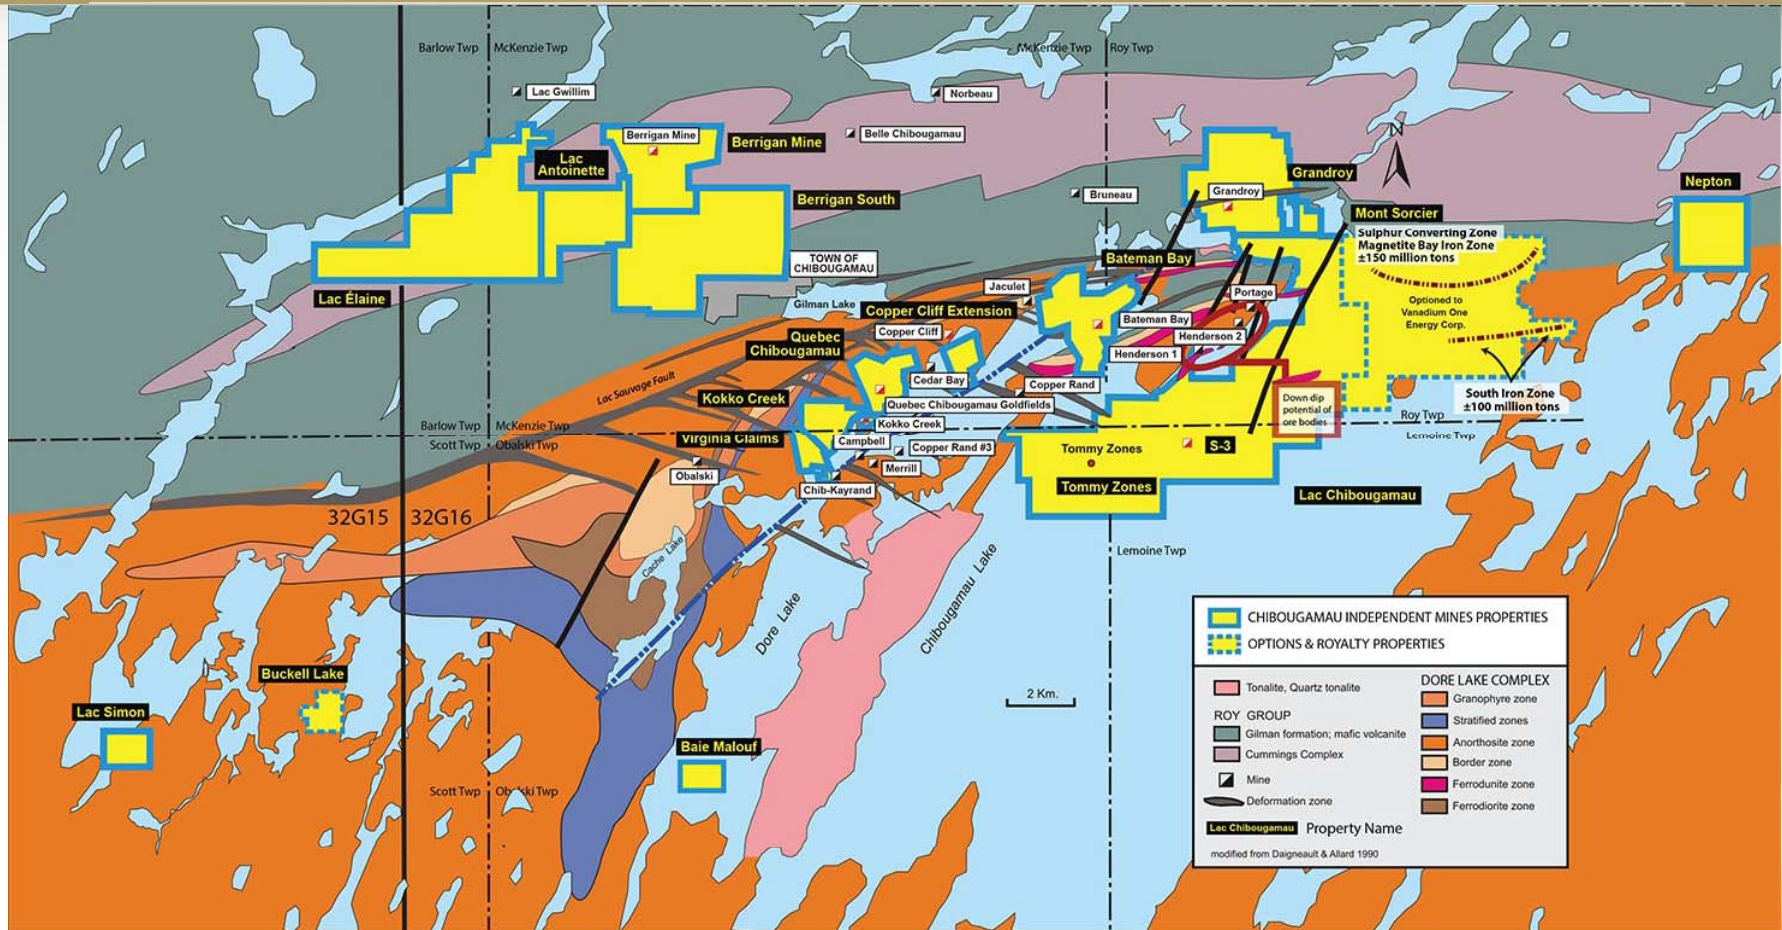 Barlow Twp
McKenzie Twp
McKenzie Twp
Roy Twp
Lac Gwillim
Norbeau
Berrigan Mine
Berrigan Mine
Belle Chibougamau
N
Lac
Antoinette
Grandroy
Nepton
Berrigan South
Bruneau
Grandroy
Mont Sorcier
Sulphur Converting Zone
Magnetite Bay Iron Zone
±150 million tons
TOWN OF
CHIBOUGAMAU
Bateman Bay
Lac Élaine
Gilman Lake
Jaculet
Portage
Optioned to
Vanadium One
Energy Corp.
Copper Cliff Extension
Copper Cliff
Bateman Bay
Henderson 2
Quebec
Chibougamau
Henderson 1
Lac Sauvage Fault
Cedar Bay
Copper Rand
South Iron Zone
±100 million tons
Kokko Creek
Quebec Chibougamau Goldfields
Down dip
potential of
ore bodies
Roy Twp
Lemoine Twp
Barlow Twp
McKenzie Twp
Scott Twp
Obalski Twp
Kokko Creek
Virginia Claims
Campbell
Copper Rand #3
Tommy Zones
S-3
Obalski
Merrill
Chib-Kayrand
Tommy Zones
Lac Chibougamau
32G15
32G16
Cache Lake
Lemoine Twp
Dore Lake
Chibougamau Lake
Buckell Lake
Lac Simon
2 Km.
Baie Malouf
Scott Twp
Obalski Twp
CHIBOUGAMAU INDEPENDENT MINES PROPERTIES
OPTIONS & ROYALTY PROPERTIES
Tonalite, Quartz tonalite
ROY GROUP
Gilman formation; mafic volcanite
Cummings Complex
Mine
Deformation zone
Lac Chibougamau
Property Name
modified from Daigneault & Allard 1990
DORE LAKE COMPLEX
Granophyre zone
Stratified zones
Anorthosite zone
Border zone
Ferrodunite zone
Ferrodiorite zone